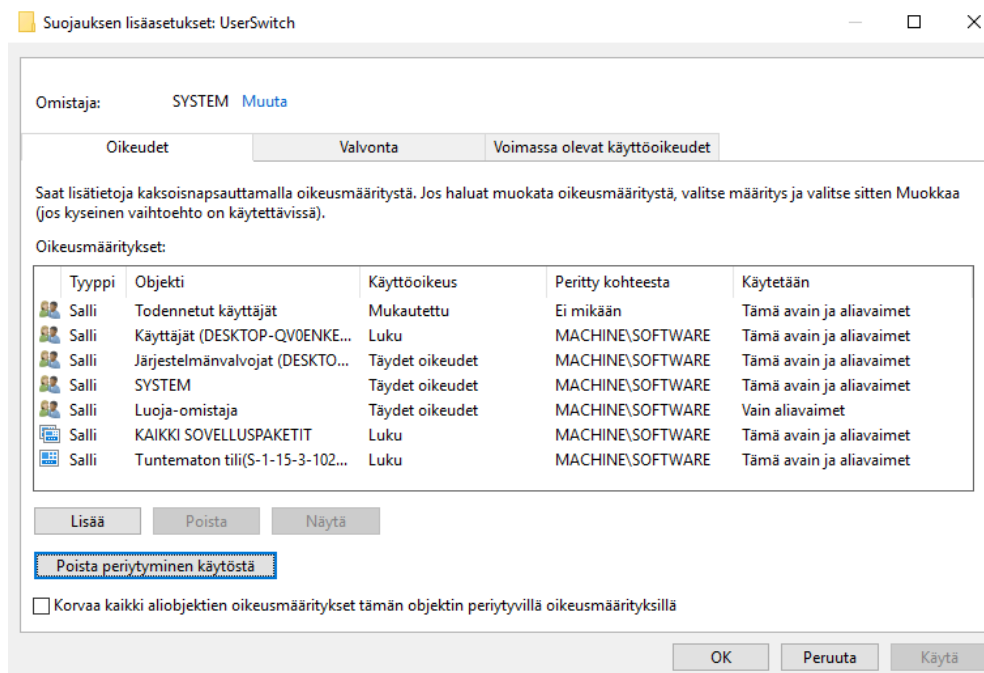 Suojauksen lisäasetukset: UserSwitch
Omistaja: SYSTEM Muuta
Oikeudet Valvonta Voimassa olevat käyttöoikeudet
Saat lisätietoja kaksoisnapsauttamalla oikeusmääritystä. Jos haluat muokata oikeusmääritystä, valitse määritys ja valitse sitten Muokkaa
(jos kyseinen vaihtoehto on käytettävissä).
Oikeusmääritykset:
Tyyppi Objekti Käyttöoikeus Peritty kohteesta Käytetään
Salli Todennetut käyttäjät Mukautettu Ei mikään Tämä avain ja aliavaimet
Salli Käyttäjät (DESKTOP-QV0ENKE... Luku MACHINE\SOFTWARE Tämä avain ja aliavaimet
Salli Järjestelmänvalvojat (DESKTO... Täydet oikeudet MACHINE\SOFTWARE Tämä avain ja aliavaimet
Salli SYSTEM Täydet oikeudet MACHINE\SOFTWARE Tämä avain ja aliavaimet
Salli Luoja-omistaja Täydet oikeudet MACHINE\SOFTWARE Vain aliavaimet
Salli KAIKKI SOVELLUSPAKETIT Luku MACHINE\SOFTWARE Tämä avain ja aliavaimet
Salli Tuntematon tili(S-1-15-3-102... Luku MACHINE\SOFTWARE Tämä avain ja aliavaimet
Lisää Poista Näytä
Poista periytyminen käytöstä
Korvaa kaikki aliobjektien oikeusmääritykset tämän objektin periytyvillä oikeusmäärityksillä
OK Peruuta Käytä